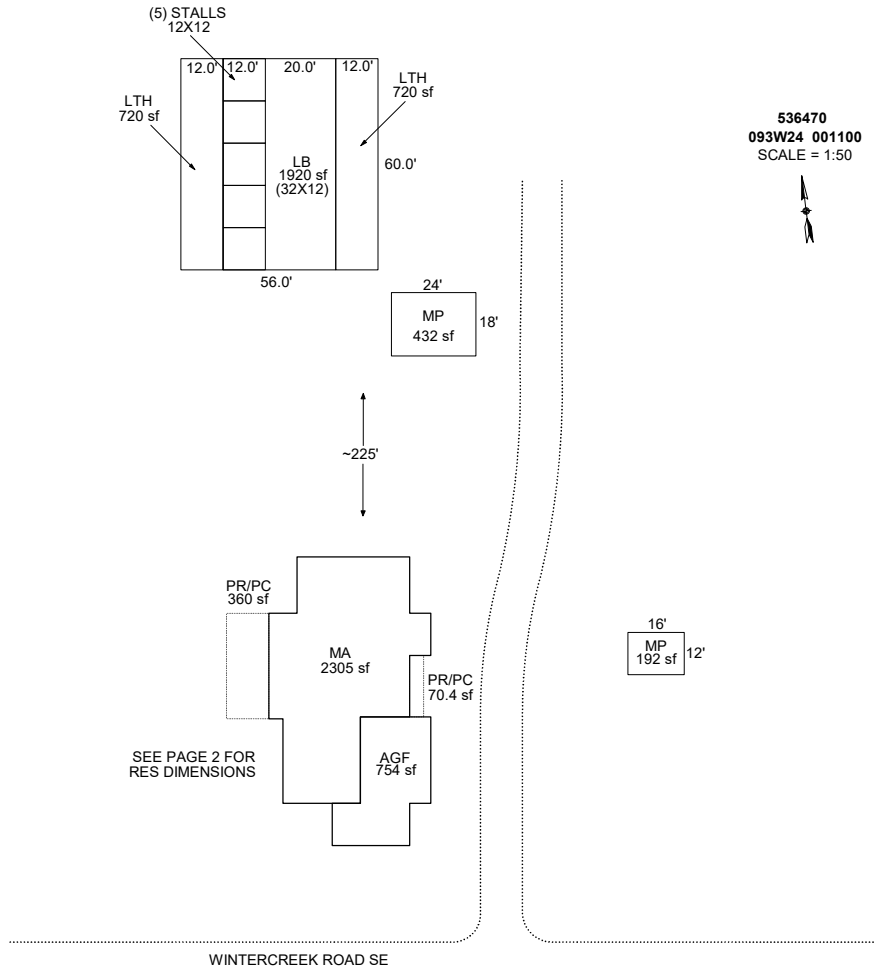 (5) STALLS
12X12
12.0'
12.0'
20.0'
12.0'
LTH
720 sf
LTH
720 sf
LB
1920 sf
(32X12)
60.0'
56.0'
536470
093W24 001100
SCALE = 1:50
24'
MP
432 sf
18'
~225'
PR/PC
360 sf
MA
2305 sf
PR/PC
70.4 sf
16'
MP
192 sf
12'
SEE PAGE 2 FOR
RES DIMENSIONS
AGF
754 sf
WINTERCREEK ROAD SE